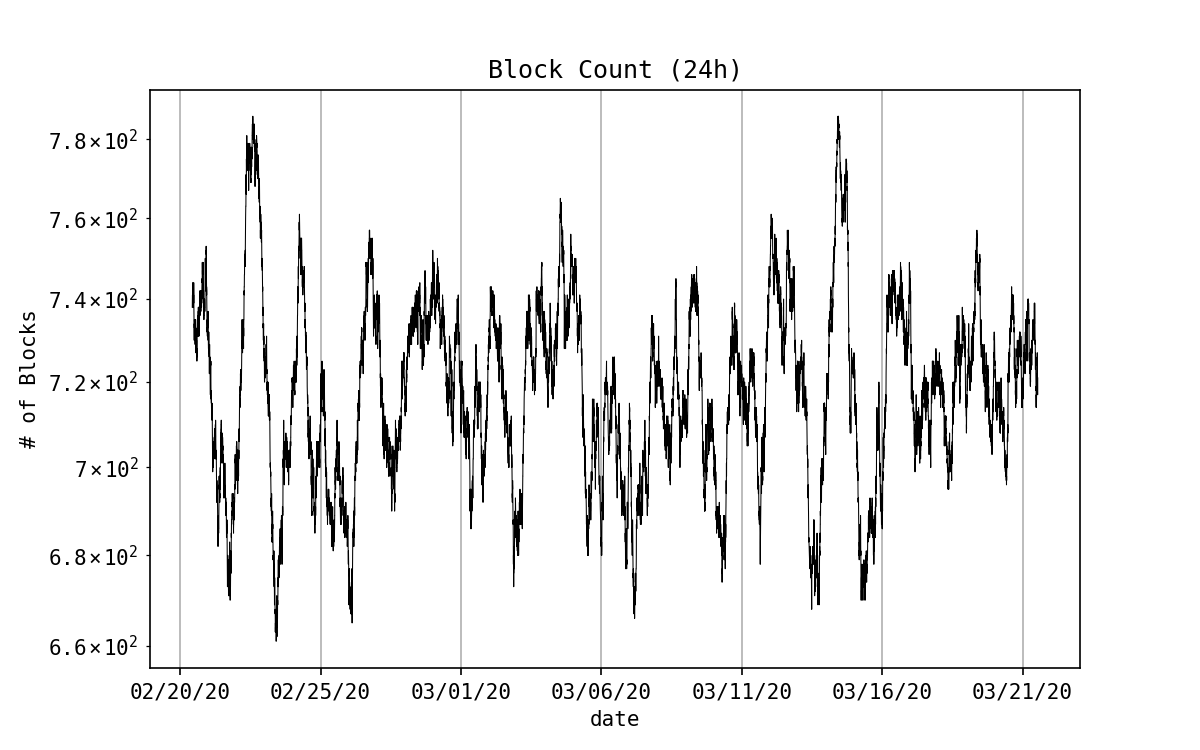 Block Count (24h)
# of Blocks
7.8×10²
7.6×10²
7.4×10²
7.2×10²
7×10²
6.8×10²
6.6×10²
02/20/20 02/25/20 03/01/20 03/06/20 03/11/20 03/16/20 03/21/20
date